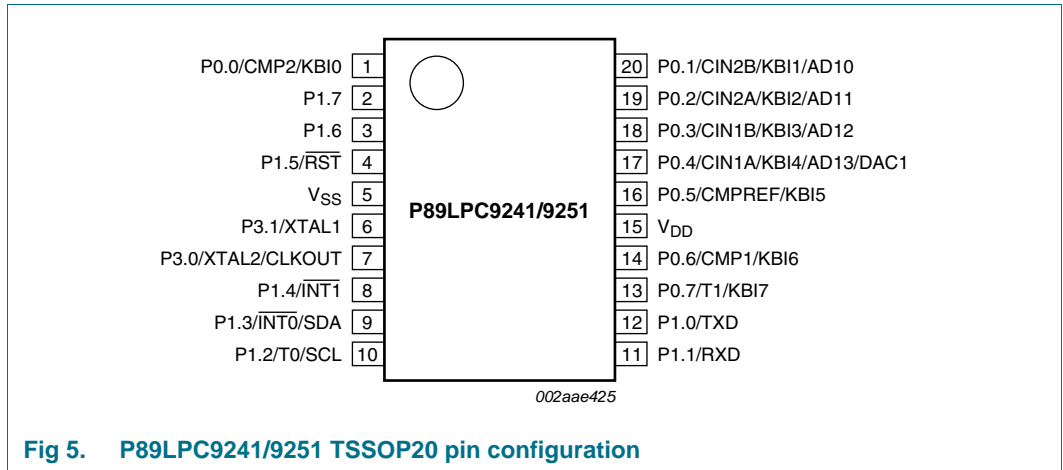 P0.0/CMP2/KBI0 1
P1.7 2
P1.6 3
P1.5/R̅S̅T̅ 4
VSS 5
P3.1/XTAL1 6
P3.0/XTAL2/CLKOUT 7
P1.4/I̅N̅T̅1̅ 8
P1.3/I̅N̅T̅0̅/SDA 9
P1.2/T0/SCL 10
P89LPC9241/9251
20 P0.1/CIN2B/KBI1/AD10
19 P0.2/CIN2A/KBI2/AD11
18 P0.3/CIN1B/KBI3/AD12
17 P0.4/CIN1A/KBI4/AD13/DAC1
16 P0.5/CMPREF/KBI5
15 VDD
14 P0.6/CMP1/KBI6
13 P0.7/T1/KBI7
12 P1.0/TXD
11 P1.1/RXD
002aae425
Fig 5. P89LPC9241/9251 TSSOP20 pin configuration